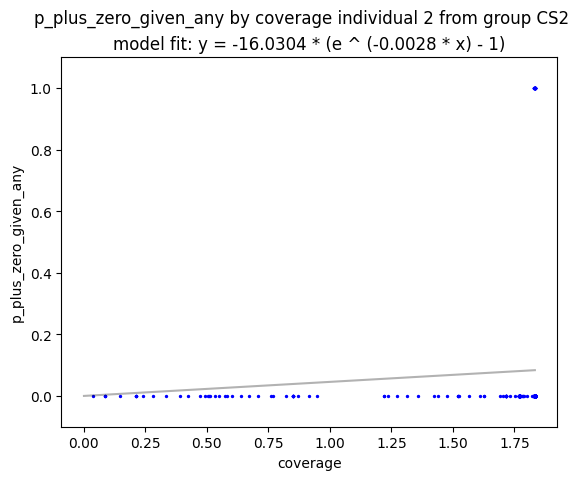 p_plus_zero_given_any by coverage individual 2 from group CS2
model fit: y = -16.0304 * (e ^ (-0.0028 * x) - 1)
1.0
0.8
0.6
0.4
0.2
0.0
p_plus_zero_given_any
0.00 0.25 0.50 0.75 1.00 1.25 1.50 1.75
coverage